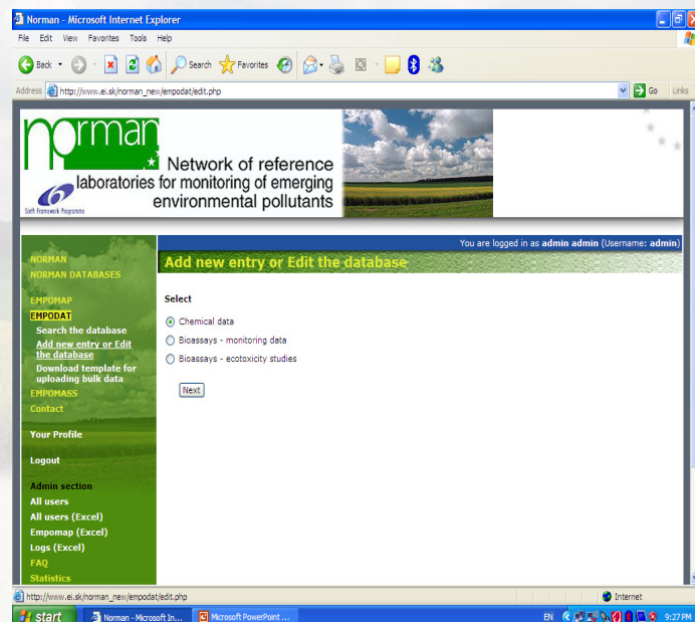 Norman - Microsoft Internet Explorer
File Edit View Favorites Tools Help
Back Search Favorites
Address http://www.ei.sk/norman_new/empodat/edit.php Go Links
norman
Network of reference
laboratories for monitoring of emerging
environmental pollutants
6
Sixth Framework Programme
You are logged in as admin admin (Username: admin)
Add new entry or Edit the database
NORMAN
NORMAN DATABASES
EMPOMAP
EMPODAT
Search the database
Add new entry or Edit
the database
Download template for
uploading bulk data
EMPOMASS
Contact
Your Profile
Logout
Admin section
All users
All users (Excel)
Empomap (Excel)
Logs (Excel)
FAQ
Statistics
Select
Chemical data
Bioassays - monitoring data
Bioassays - ecotoxicity studies
Next
http://www.ei.sk/norman_new/empodat/edit.php Internet
start Norman - Microsoft In... Microsoft PowerPoint ... EN 9:27 PM